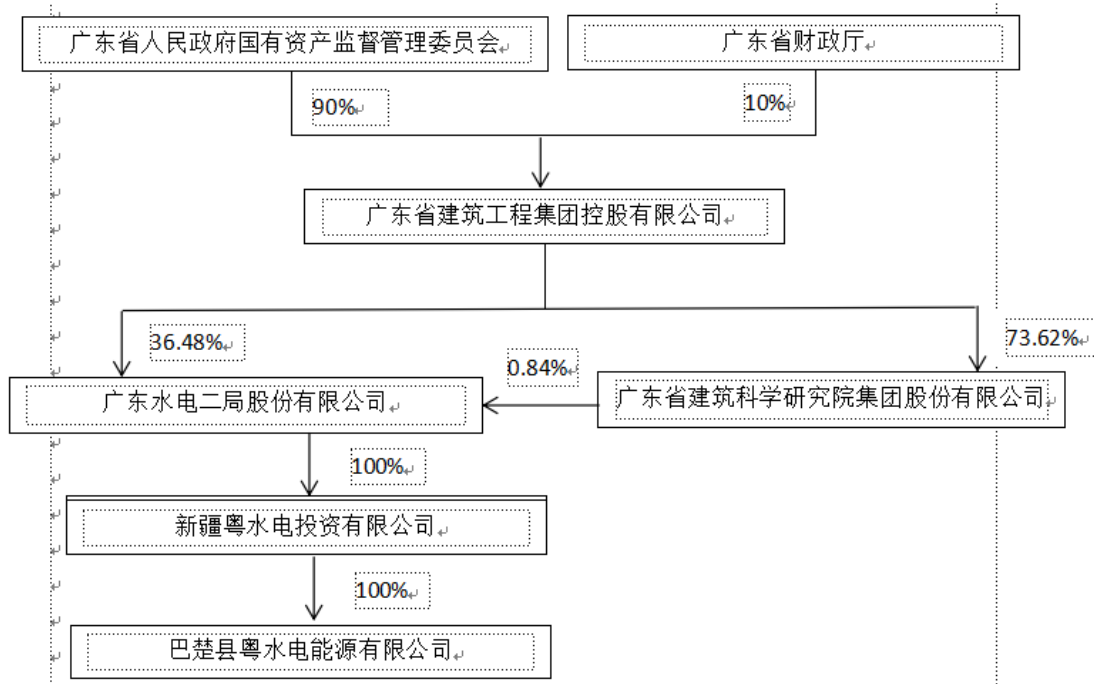 广东省人民政府国有资产监督管理委员会
广东省财政厅
90%
10%
广东省建筑工程集团控股有限公司
36.48%
73.62%
0.84%
广东水电二局股份有限公司
广东省建筑科学研究院集团股份有限公司
100%
新疆粤水电投资有限公司
100%
巴楚县粤水电能源有限公司